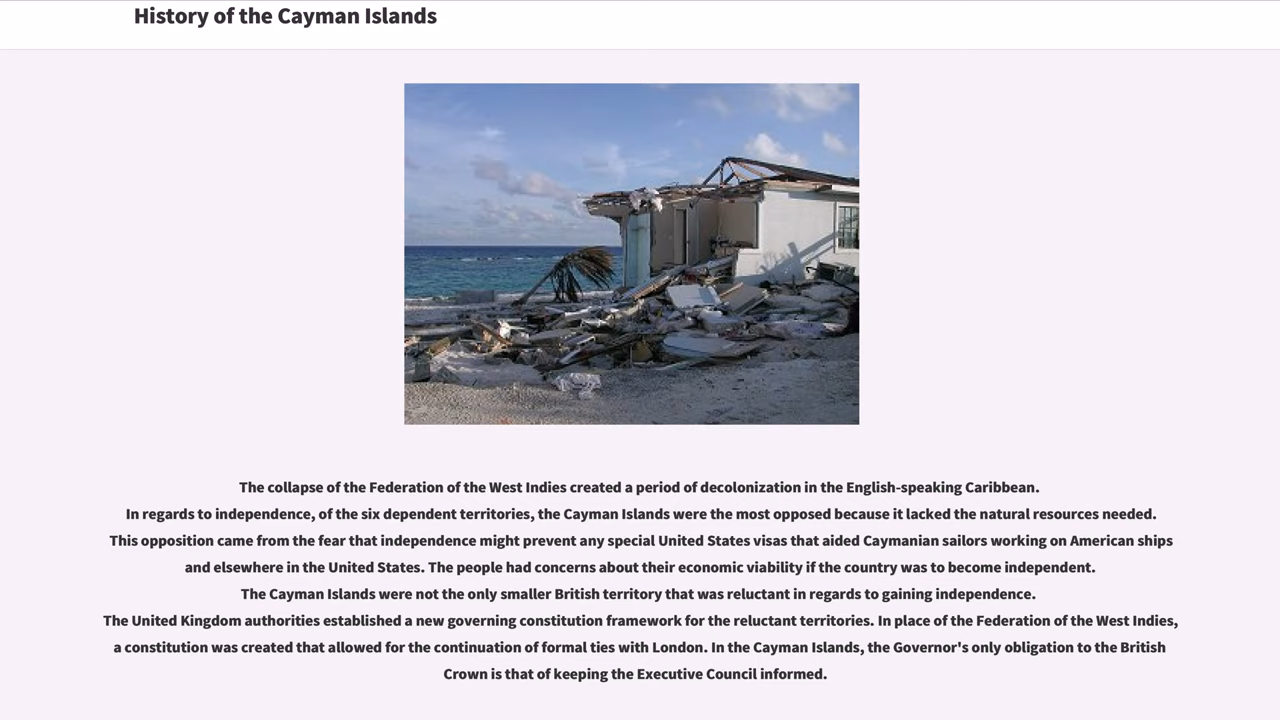 History of the Cayman Islands
The collapse of the Federation of the West Indies created a period of decolonization in the English-speaking Caribbean.
In regards to independence, of the six dependent territories, the Cayman Islands were the most opposed because it lacked the natural resources needed.
This opposition came from the fear that independence might prevent any special United States visas that aided Caymanian sailors working on American ships
and elsewhere in the United States. The people had concerns about their economic viability if the country was to become independent.
The Cayman Islands were not the only smaller British territory that was reluctant in regards to gaining independence.
The United Kingdom authorities established a new governing constitution framework for the reluctant territories. In place of the Federation of the West Indies,
a constitution was created that allowed for the continuation of formal ties with London. In the Cayman Islands, the Governor's only obligation to the British
Crown is that of keeping the Executive Council informed.